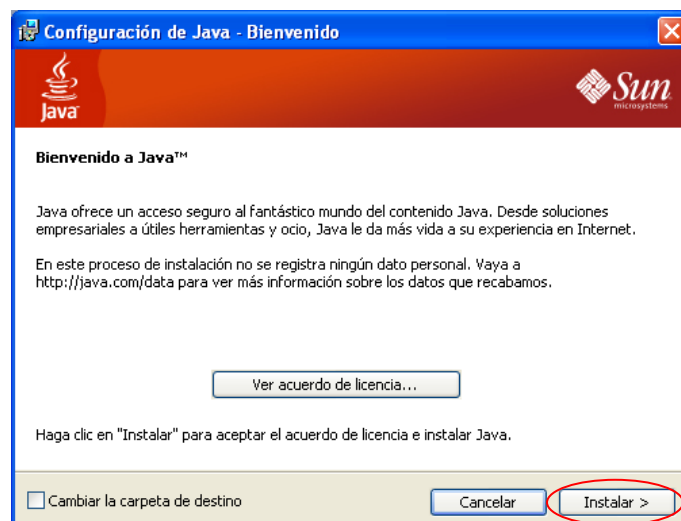 Configuración de Java - Bienvenido
Java
Sun
microsystems
Bienvenido a Java™
Java ofrece un acceso seguro al fantástico mundo del contenido Java. Desde soluciones
empresariales a útiles herramientas y ocio, Java le da más vida a su experiencia en Internet.
En este proceso de instalación no se registra ningún dato personal. Vaya a
http://java.com/data para ver más información sobre los datos que recabamos.
Ver acuerdo de licencia...
Haga clic en "Instalar" para aceptar el acuerdo de licencia e instalar Java.
Cambiar la carpeta de destino
Cancelar
Instalar >